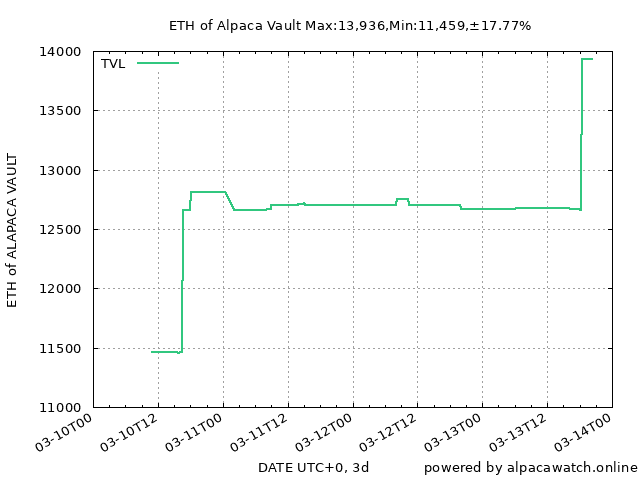 ETH of Alpaca Vault Max:13,936,Min:11,459,±17.77%
TVL
14000
13500
13000
12500
12000
11500
11000
ETH of ALAPACA VAULT
03-10T00
03-10T12
03-11T00
03-11T12
03-12T00
03-12T12
03-13T00
03-13T12
03-14T00
DATE UTC+0, 3d
powered by alpacawatch.online